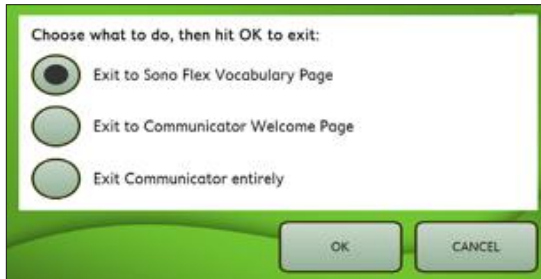 Choose what to do, then hit OK to exit:
Exit to Sono Flex Vocabulary Page
Exit to Communicator Welcome Page
Exit Communicator entirely
OK CANCEL